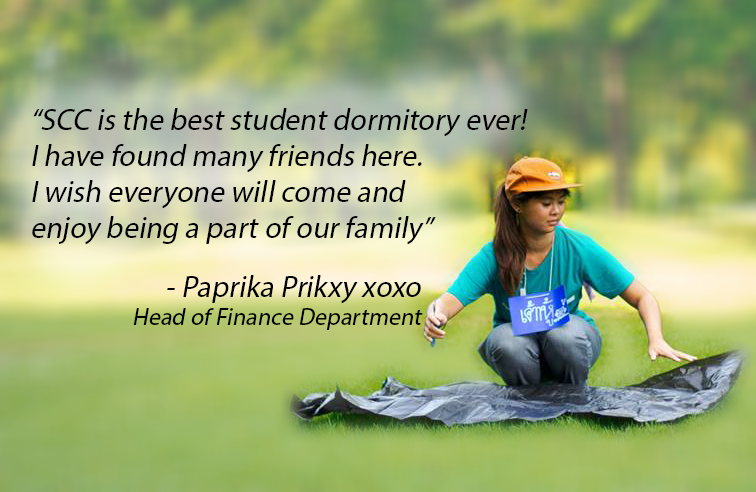 “SCC is the best student dormitory ever!
I have found many friends here.
I wish everyone will come and
enjoy being a part of our family”
- Paprika Prikxy xoxo
Head of Finance Department